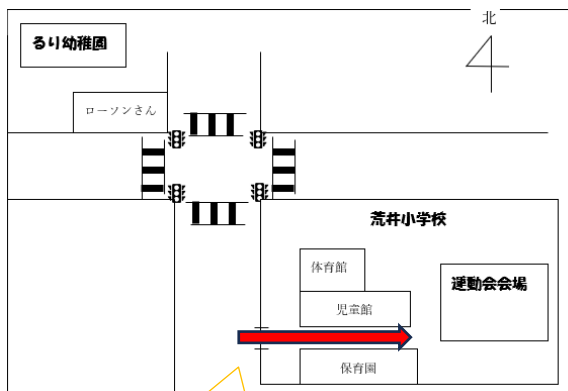 北
るり幼稚園
ローソンさん
荒井小学校
体育館
運動会会場
児童館
保育園